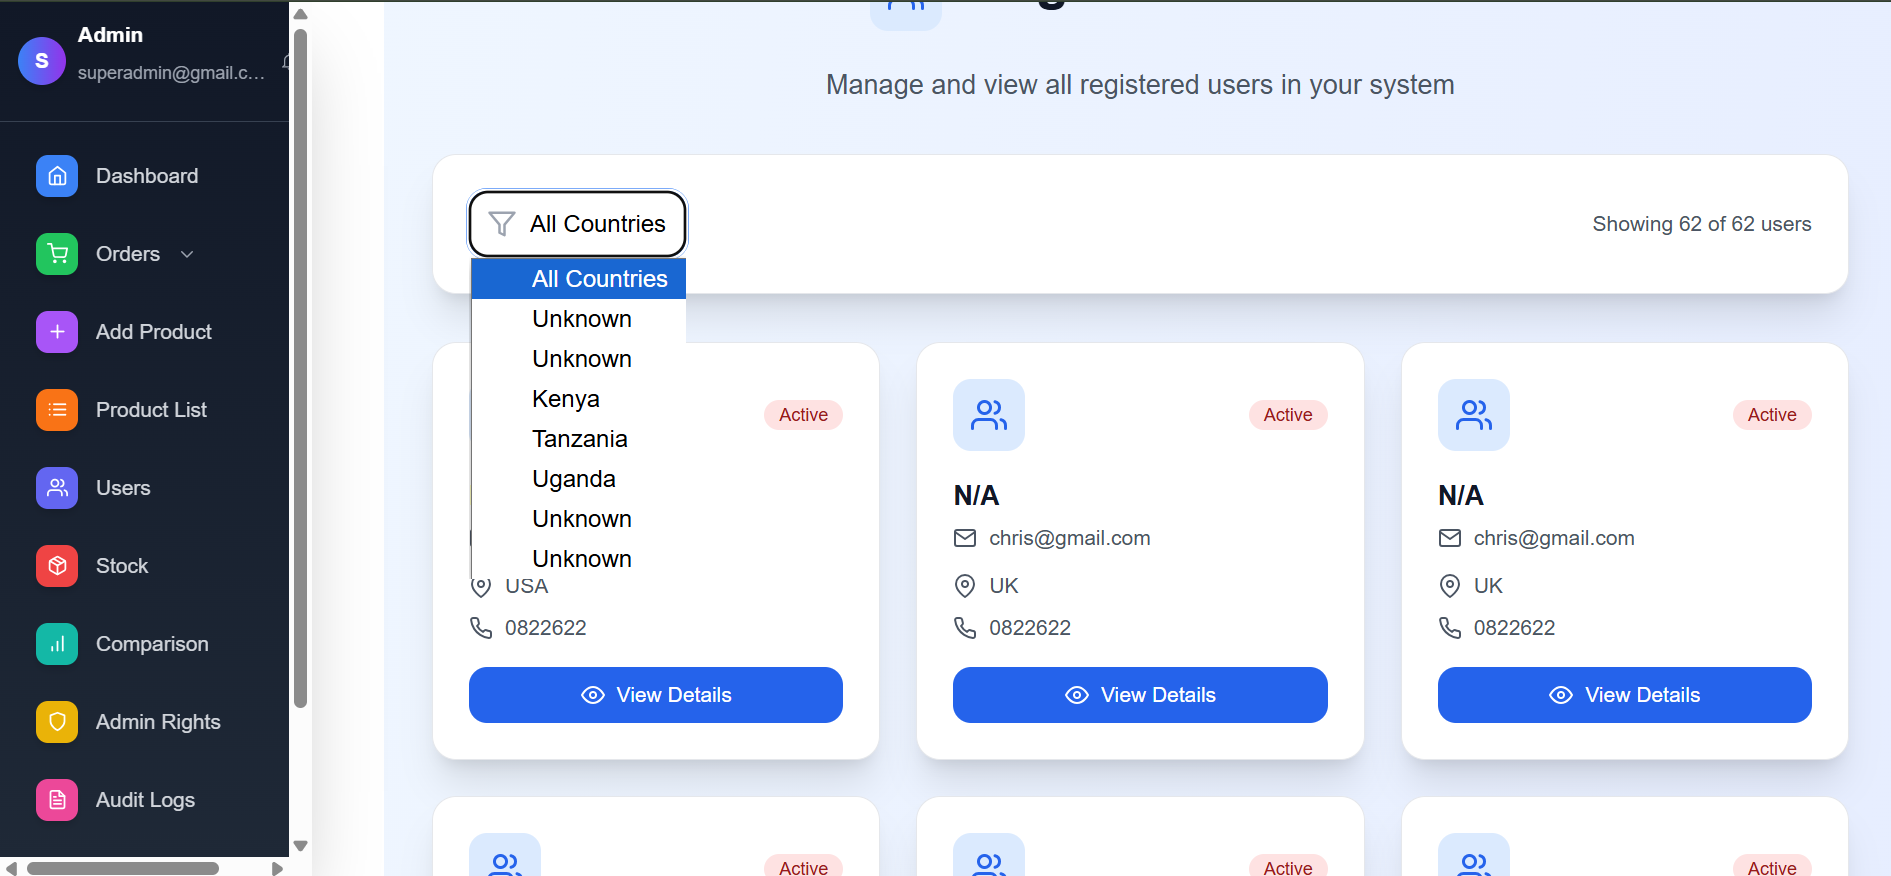 S
Admin
superadmin@gmail.c...
Dashboard
Orders
Add Product
Product List
Users
Stock
Comparison
Admin Rights
Audit Logs
Manage and view all registered users in your system
All Countries
Showing 62 of 62 users
All Countries
Unknown
Unknown
Kenya
Tanzania
Uganda
Unknown
Unknown
Active
USA
0822622
View Details
Active
N/A
chris@gmail.com
UK
0822622
View Details
Active
N/A
chris@gmail.com
UK
0822622
View Details
Active
Active
Active